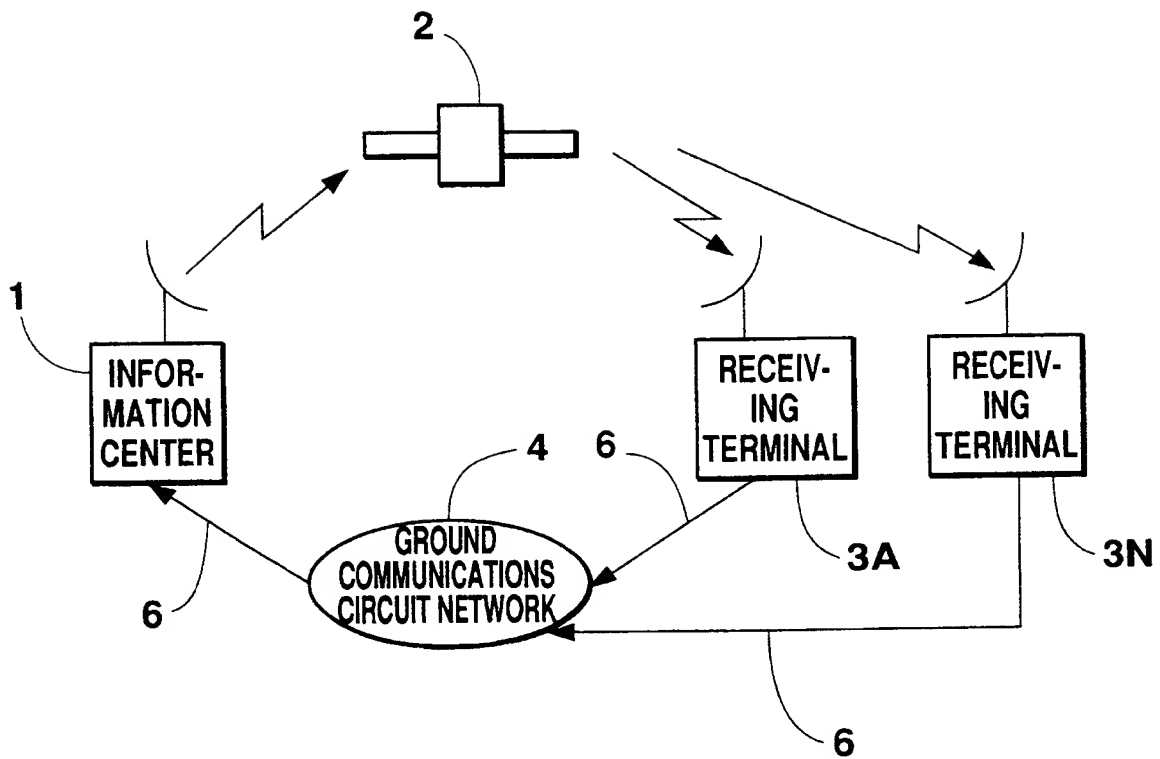 2
1
INFOR-
MATION
CENTER
RECEIV-
ING
TERMINAL
RECEIV-
ING
TERMINAL
4
6
GROUND
COMMUNICATIONS
CIRCUIT NETWORK
3A
3N
6
6